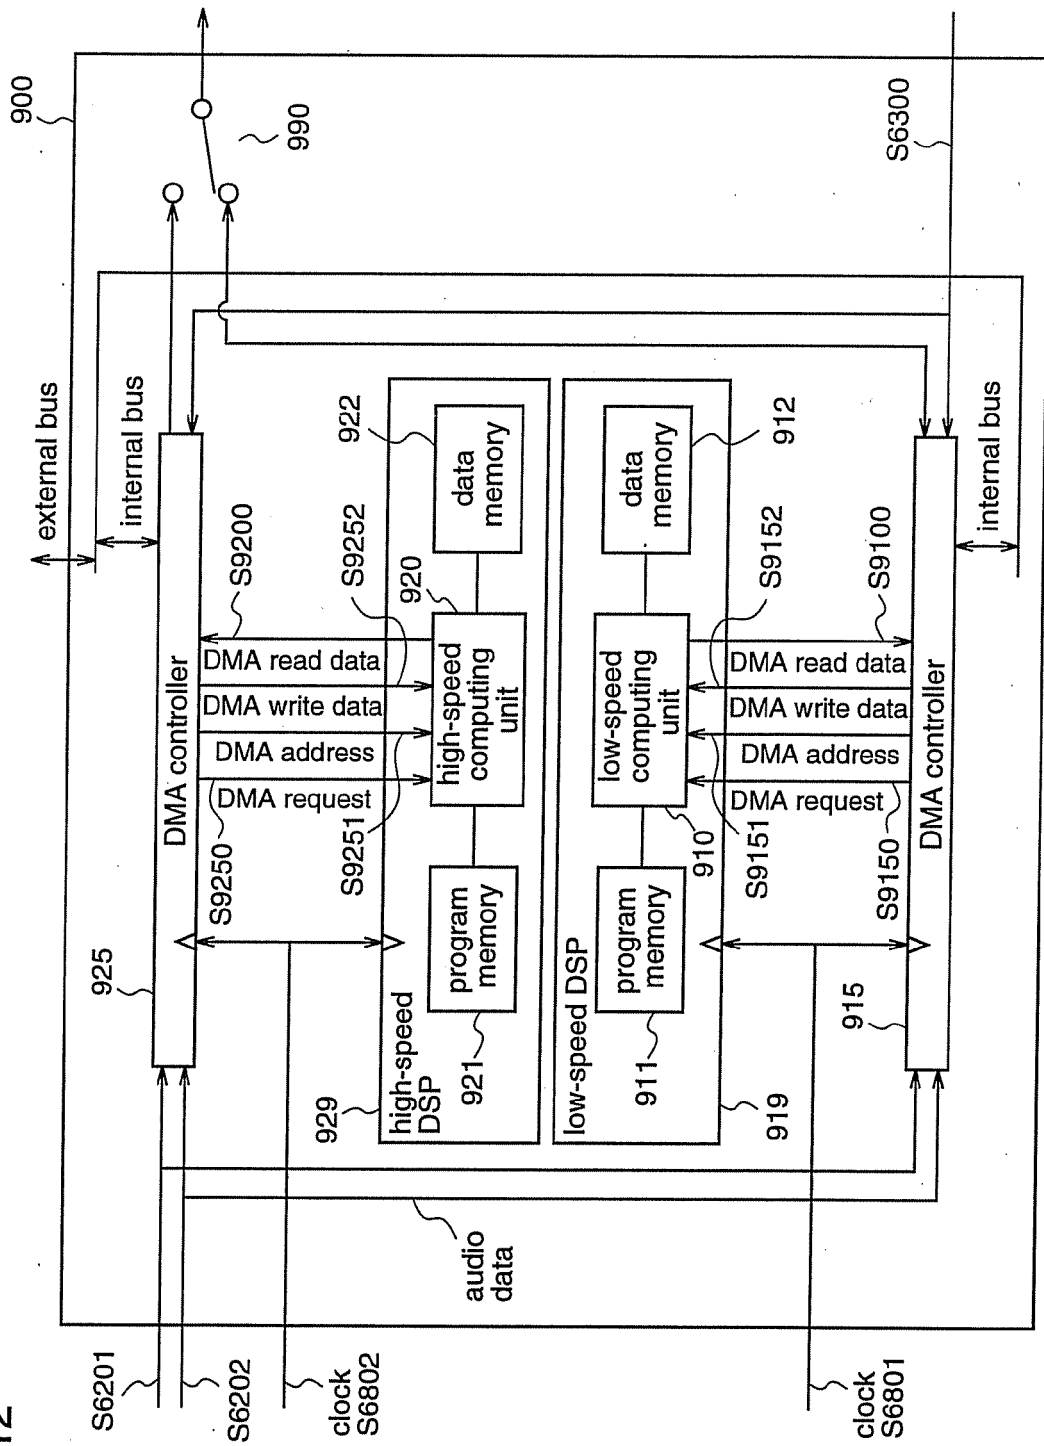 12
900
990
external bus
internal bus
S6300
DMA controller
925
S9200
S9252
DMA read data
DMA write data
DMA address
DMA request
S9250
S9251
920
high-speed
computing
unit
922
data
memory
program
memory
921
929
high-speed
DSP
912
data
memory
low-speed
computing
unit
910
program
memory
911
low-speed DSP
919
S9152
S9100
DMA read data
DMA write data
DMA address
DMA request
S9151
S9150
DMA controller
915
internal bus
audio
data
S6201
S6202
clock
S6802
clock
S6801